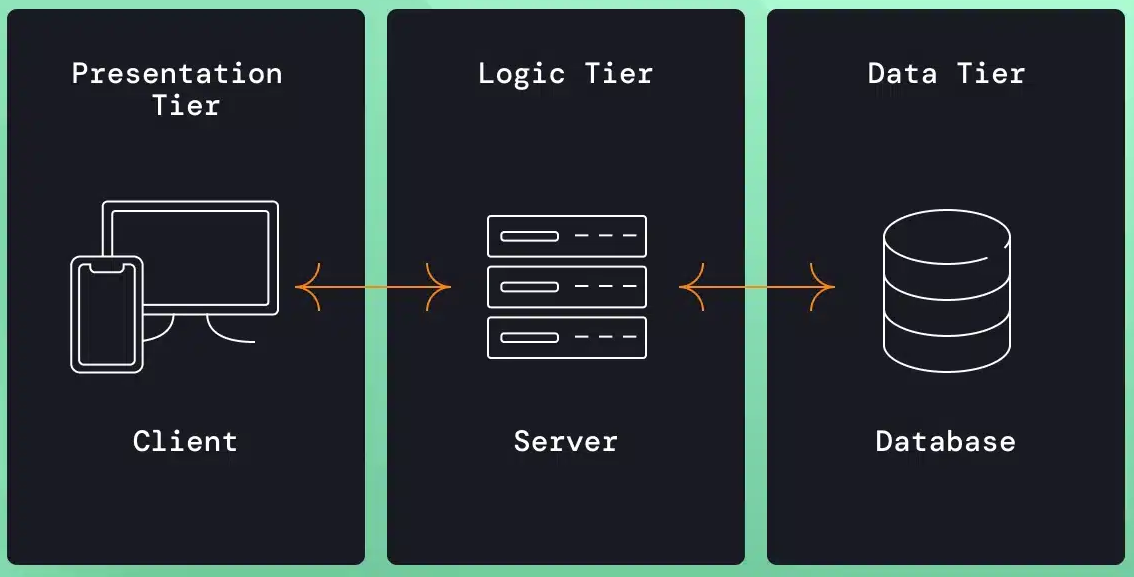 Presentation
Tier
Logic Tier
Data Tier
Client
Server
Database